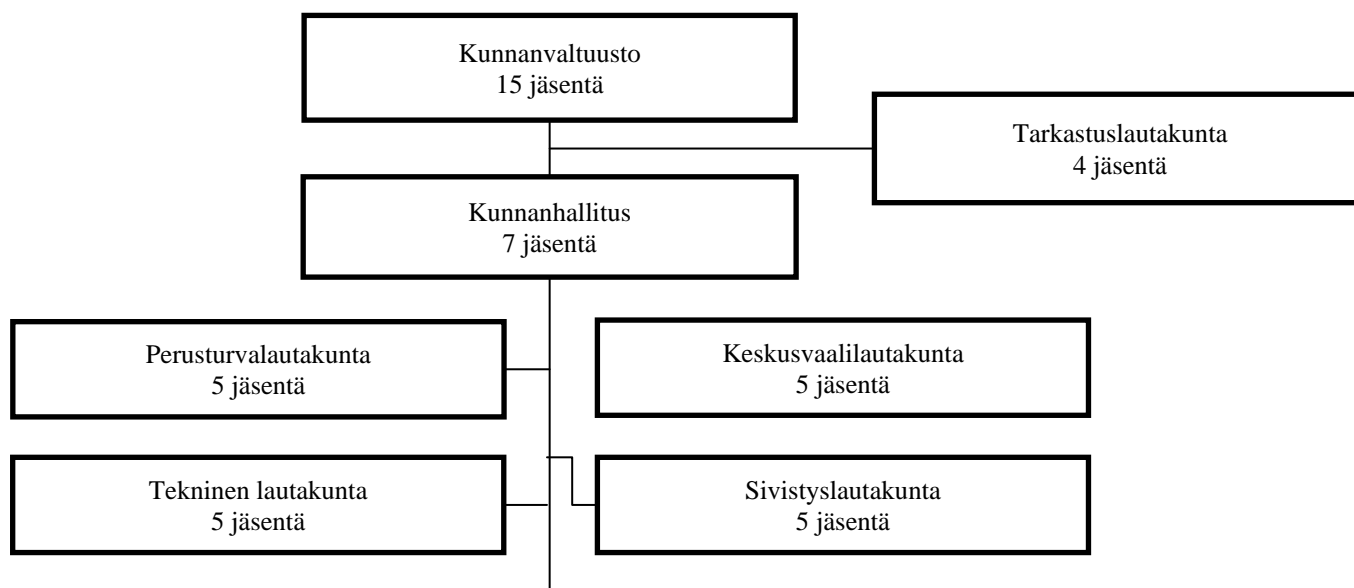 Kunnanvaltuusto
15 jäsentä
Tarkastuslautakunta
4 jäsentä
Kunnanhallitus
7 jäsentä
Perusturvalautakunta
5 jäsentä
Keskusvaalilautakunta
5 jäsentä
Tekninen lautakunta
5 jäsentä
Sivistyslautakunta
5 jäsentä